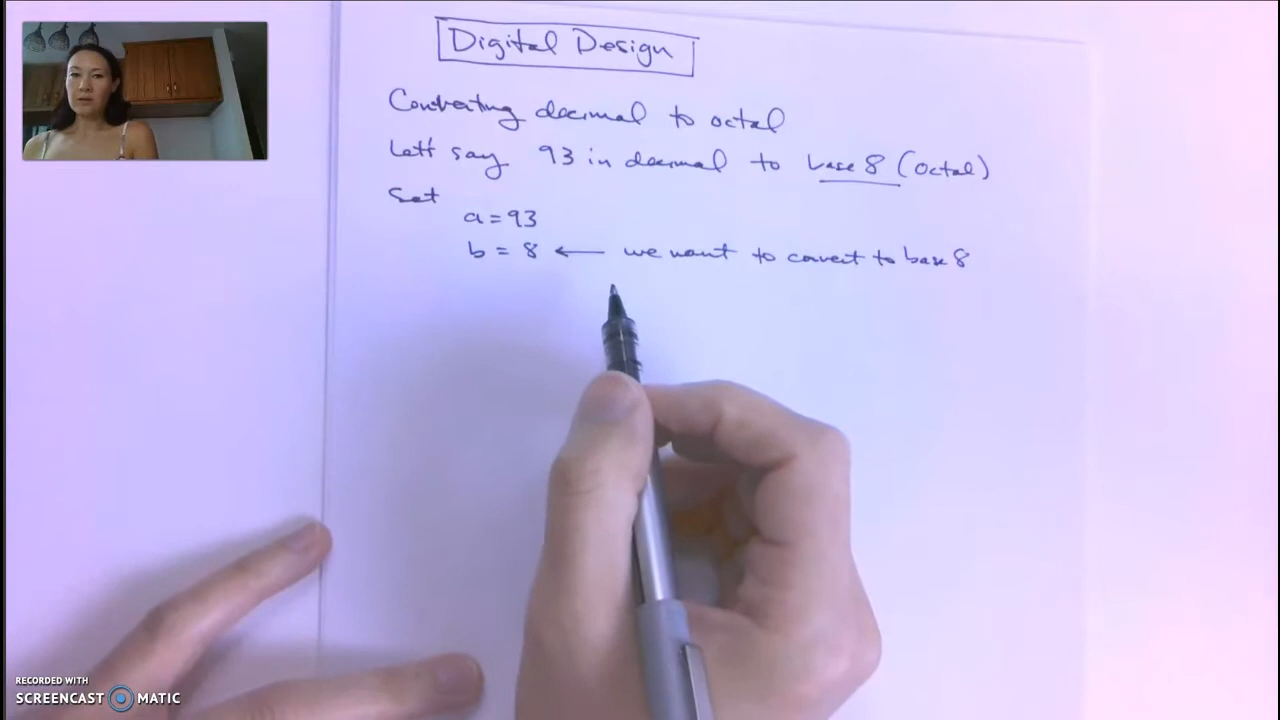 Digital Design
Converting decimal to octal
Let's say 93 in decimal to base 8 (octal)
Set
a = 93
b = 8 ← we want to convert to base 8
RECORDED WITH
SCREENCAST MATIC